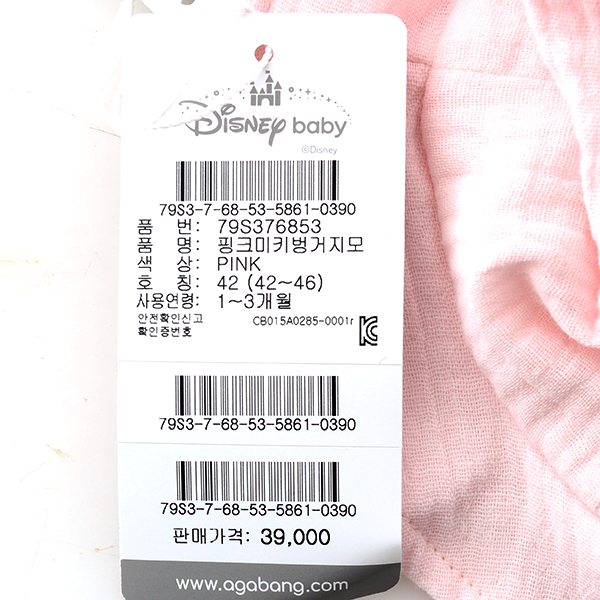 Disney baby
©Disney
79S3-7-68-53-5861-0390
품 번: 79S376853
품 명: 핑크미키벙거지모
색 상: PINK
호 칭: 42 (42~46)
사용연령: 1~3개월
안전확인신고
확인증번호 CB015A0285-0001r
79S3-7-68-53-5861-0390
79S3-7-68-53-5861-0390
판매가격: 39,000
www.agabang.com